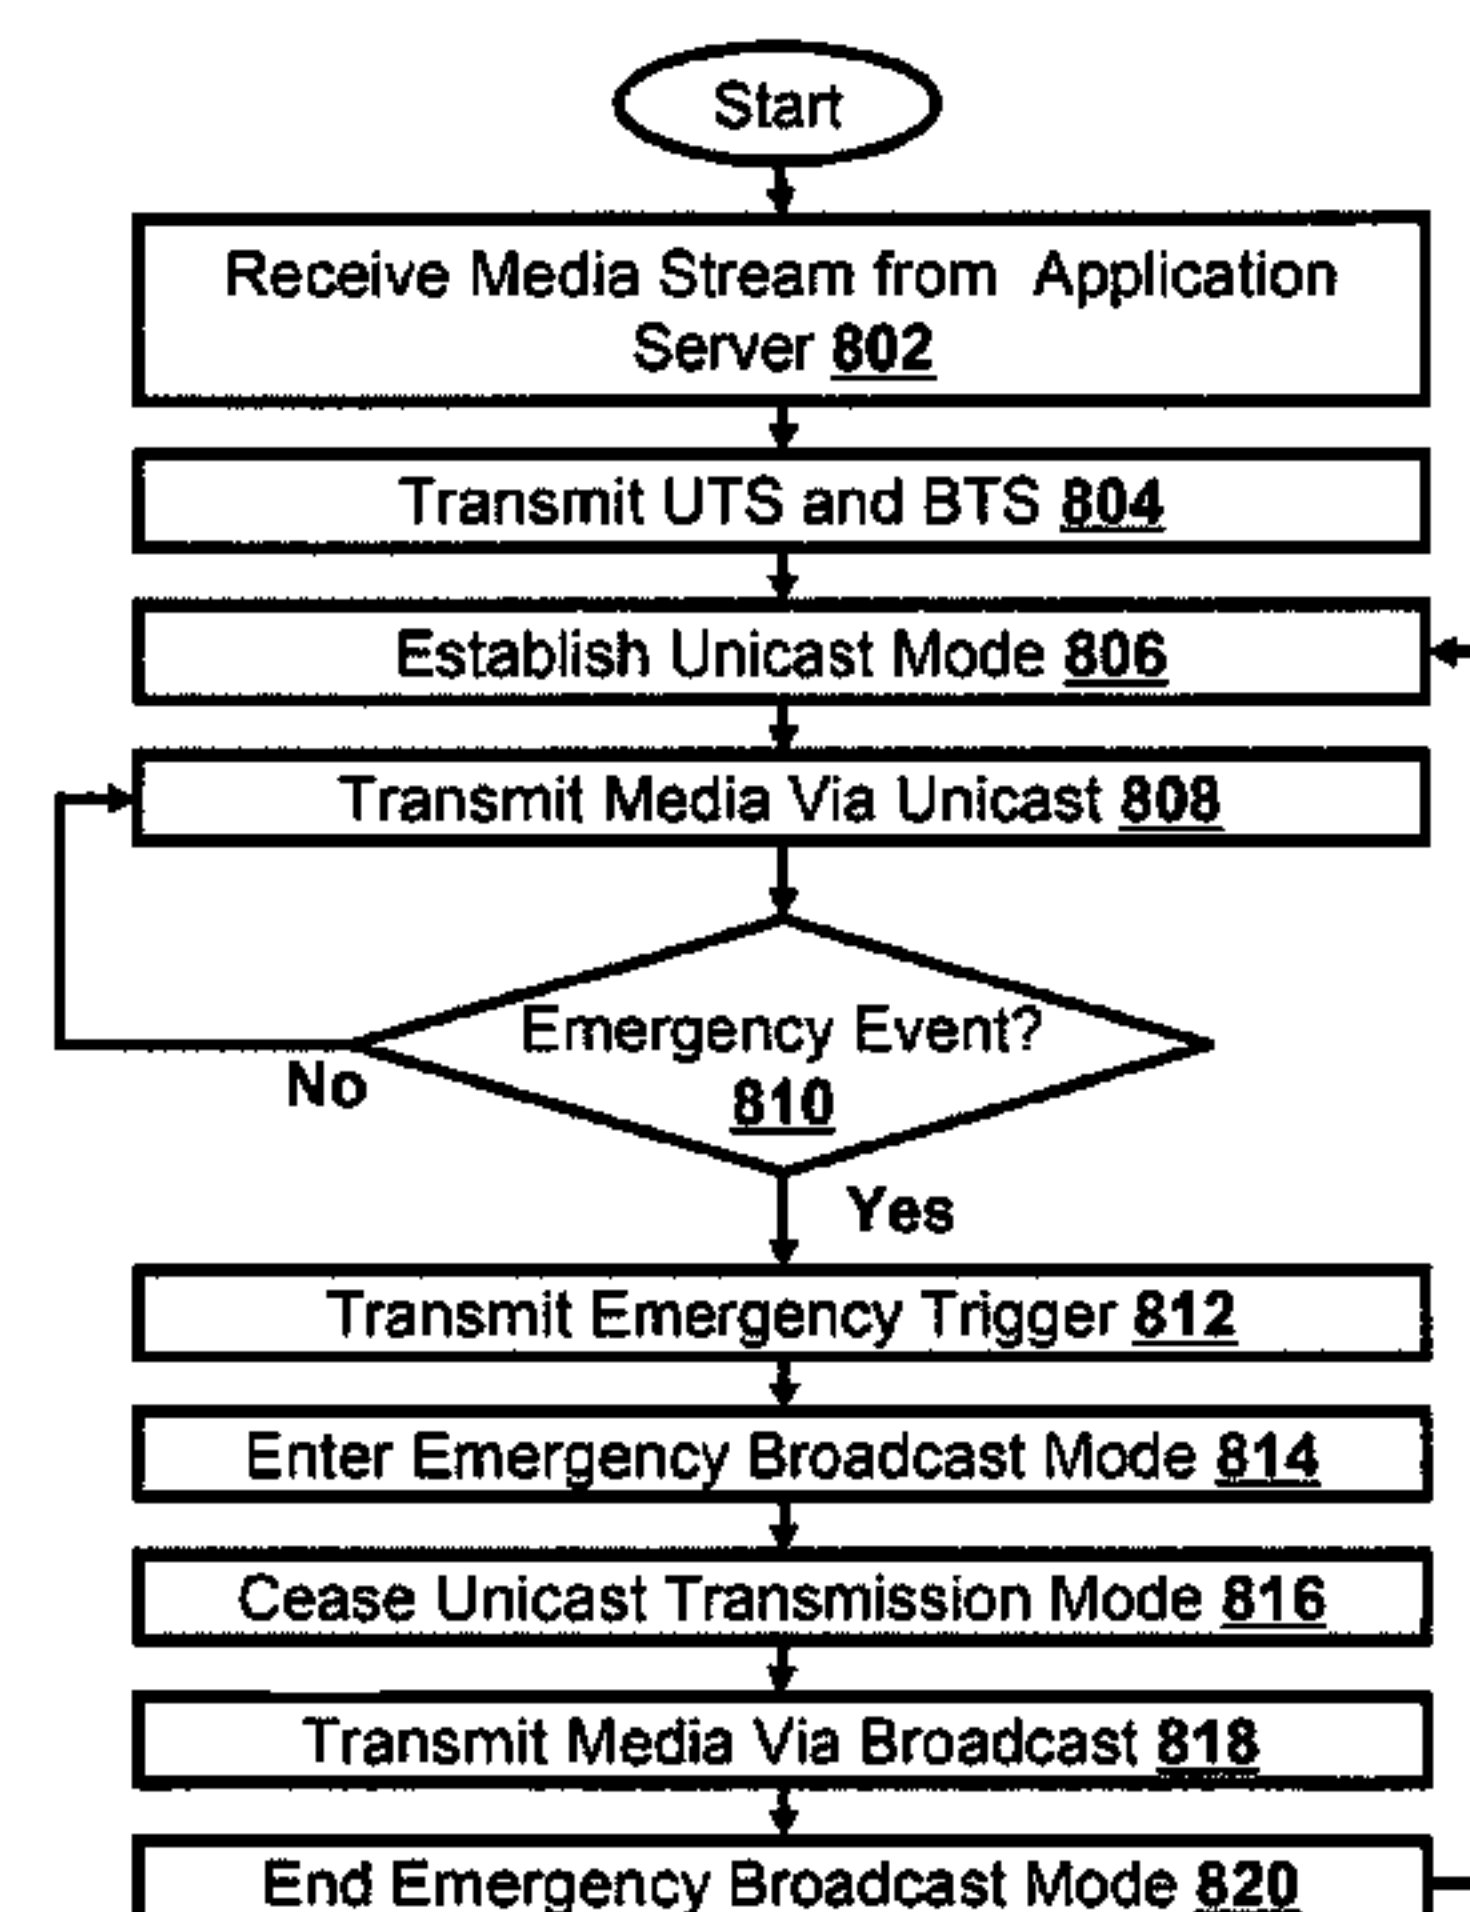 Start
Receive Media Stream from Application
Server 802
Transmit UTS and BTS 804
Establish Unicast Mode 806
Transmit Media Via Unicast 808
Emergency Event?
810
No
Yes
Transmit Emergency Trigger 812
Enter Emergency Broadcast Mode 814
Cease Unicast Transmission Mode 816
Transmit Media Via Broadcast 818
End Emergency Broadcast Mode 820